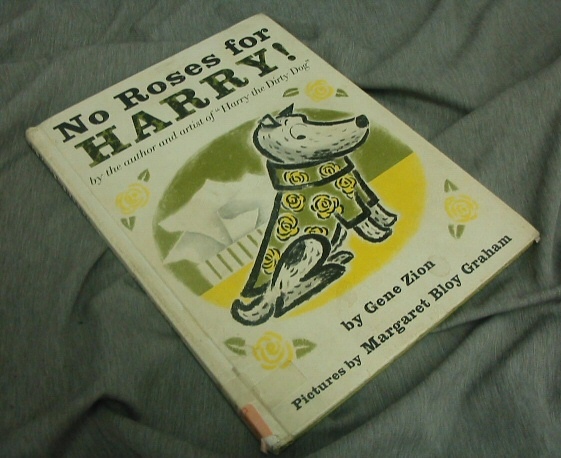 No Roses for
HARRY!
by the author and artist of "Harry the Dirty Dog"
by Gene Zion
Pictures by Margaret Bloy Graham